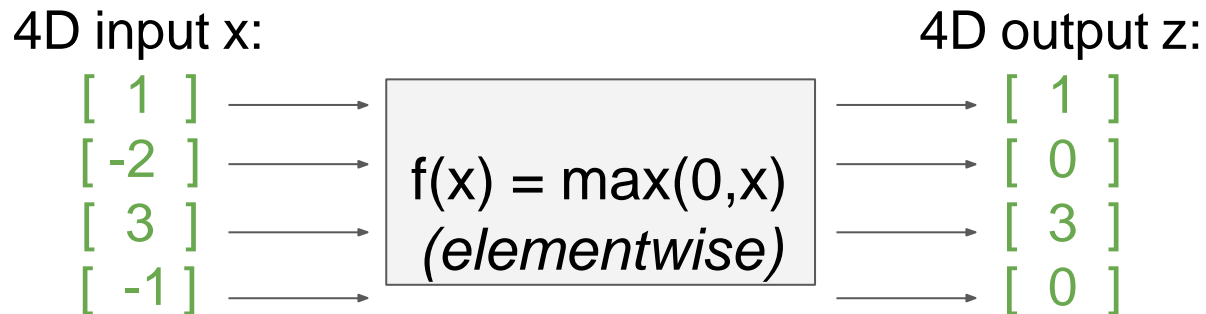 4D input x:
4D output z:
[ 1 ]
[ -2 ]
[ 3 ]
[ -1 ]
f(x) = max(0,x)
(elementwise)
[ 1 ]
[ 0 ]
[ 3 ]
[ 0 ]